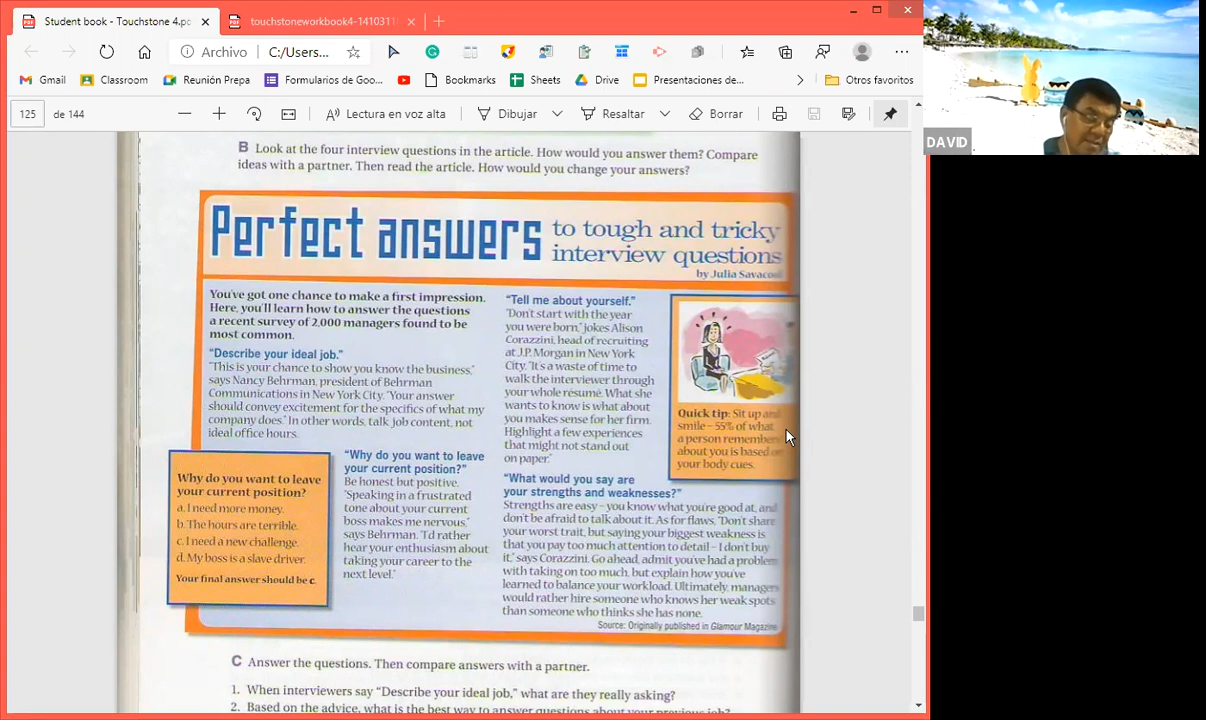 Student book - Touchstone 4.pc
touchstoneworkbook4-1410311
Archivo
C:/Users...
Gmail
Classroom
Reunión Prepa
Formularios de Goo...
Bookmarks
Sheets
Drive
Presentaciones de...
Otros favoritos
125
de 144
Lectura en voz alta
Dibujar
Resaltar
Borrar
DAVID
B Look at the four interview questions in the article. How would you answer them? Compare
ideas with a partner. Then read the article. How would you change your answers?
Perfect answers
to tough and tricky
interview questions
by Julia Savacool
You've got one chance to make a first impression.
Here, you'll learn how to answer the questions
a recent survey of 2,000 managers found to be
most common.
"Describe your ideal job."
"This is your chance to show you know the business,"
says Nancy Behrman, president of Behrman
Communications in New York City. "Your answer
should convey excitement for the specifics of what my
company does." In other words, talk job content, not
ideal office hours.
Why do you want to leave
your current position?
a. I need more money.
b. The hours are terrible.
c. I need a new challenge.
d. My boss is a slave driver.
Your final answer should be c.
"Why do you want to leave
your current position?"
Be honest but positive.
"Speaking in a frustrated
tone about your current
boss makes me nervous,"
says Behrman. "I'd rather
hear your enthusiasm about
taking your career to the
next level."
"Tell me about yourself."
"Don't start with the year
you were born," jokes Alison
Corazzini, head of recruiting
at J.P. Morgan in New York
City. "It's a waste of time to
walk the interviewer through
your whole resume. What she
wants to know is what about
you makes sense for her firm.
Highlight a few experiences
that might not stand out
on paper."
Quick tip: Sit up and
smile – 55% of what
a person remembers
about you is based on
your body cues.
"What would you say are
your strengths and weaknesses?"
Strengths are easy – you know what you're good at, and
don't be afraid to talk about it. As for flaws, "Don't share
your worst trait, but saying your biggest weakness is
that you pay too much attention to detail – I don't buy
it," says Corazzini. Go ahead, admit you've had a problem
with taking on too much, but explain how you've
learned to balance your workload. Ultimately, managers
would rather hire someone who knows her weak spots
than someone who thinks she has none.
Source: Originally published in Glamour Magazine
C Answer the questions. Then compare answers with a partner.
1. When interviewers say "Describe your ideal job," what are they really asking?
2. Based on the advice, what is the best way to answer questions about your previous job?